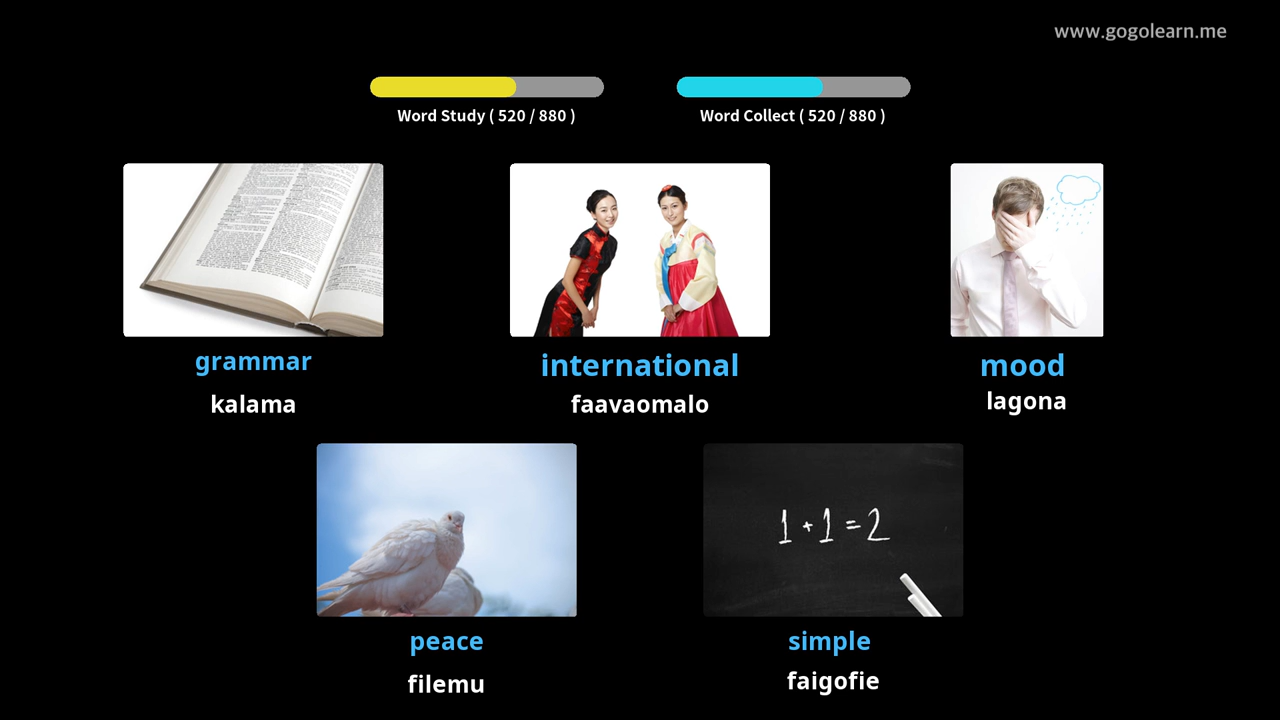 www.gogolearn.me
Word Study ( 520 / 880 )
Word Collect ( 520 / 880 )
grammar
kalama
international
faavaomalo
mood
lagona
1 + 1 = 2
peace
filemu
simple
faigofie